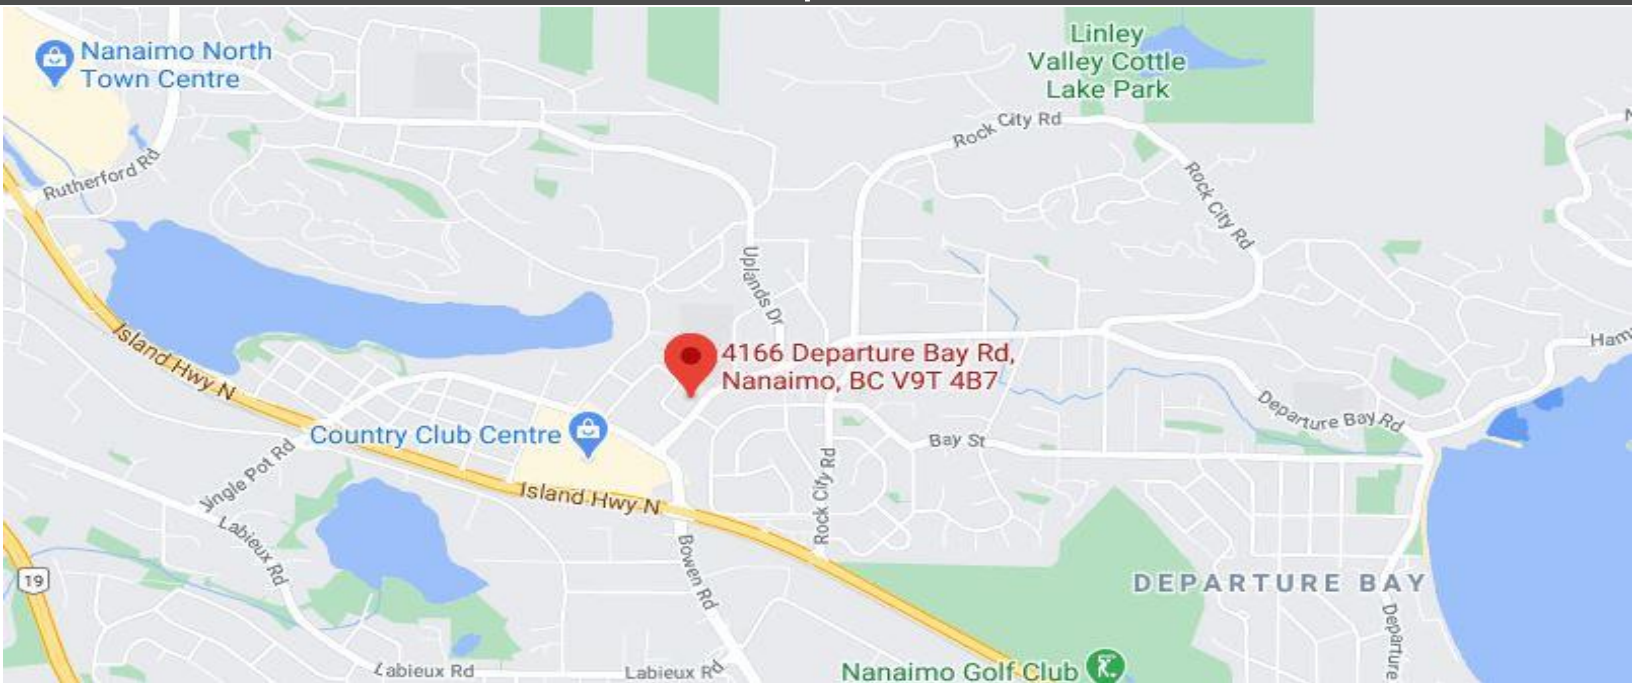 Linley
Valley Cottle
Lake Park
Nanaimo North
Town Centre
Rock City Rd
Rutherford Rd
Rock City Rd
Uplands Dr
Island Hwy N
4166 Departure Bay Rd,
Nanaimo, BC V9T 4B7
Departure Bay Rd
Country Club Centre
Bay St
Jingle Pot Rd
Island Hwy N
Rock City Rd
Labieux Rd
Bowen Rd
19
DEPARTURE BAY
Departure
Labieux Rd
Labieux Rd
Nanaimo Golf Club